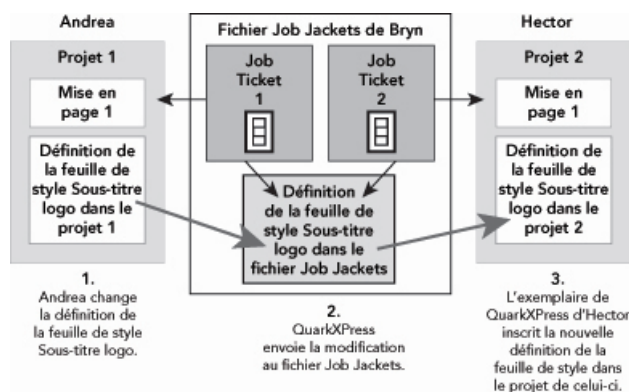 Andrea
Projet 1
Mise en
page 1
Définition de
la feuille de
style Sous-titre
logo dans le
projet 1
1.
Andrea change
la définition de
la feuille de style
Sous-titre logo.
Fichier Job Jackets de Bryn
Job
Ticket
1
Job
Ticket
2
Définition
de la feuille de
style Sous-titre
logo dans le
fichier Job Jackets
2.
QuarkXPress
envoie la modification
au fichier Job Jackets.
Hector
Projet 2
Mise en
page 1
Définition de
la feuille de
style Sous-titre
logo dans le
projet 2
3.
L'exemplaire de
QuarkXPress d'Hector
inscrit la nouvelle
définition de la
feuille de style dans
le projet de celui-ci.